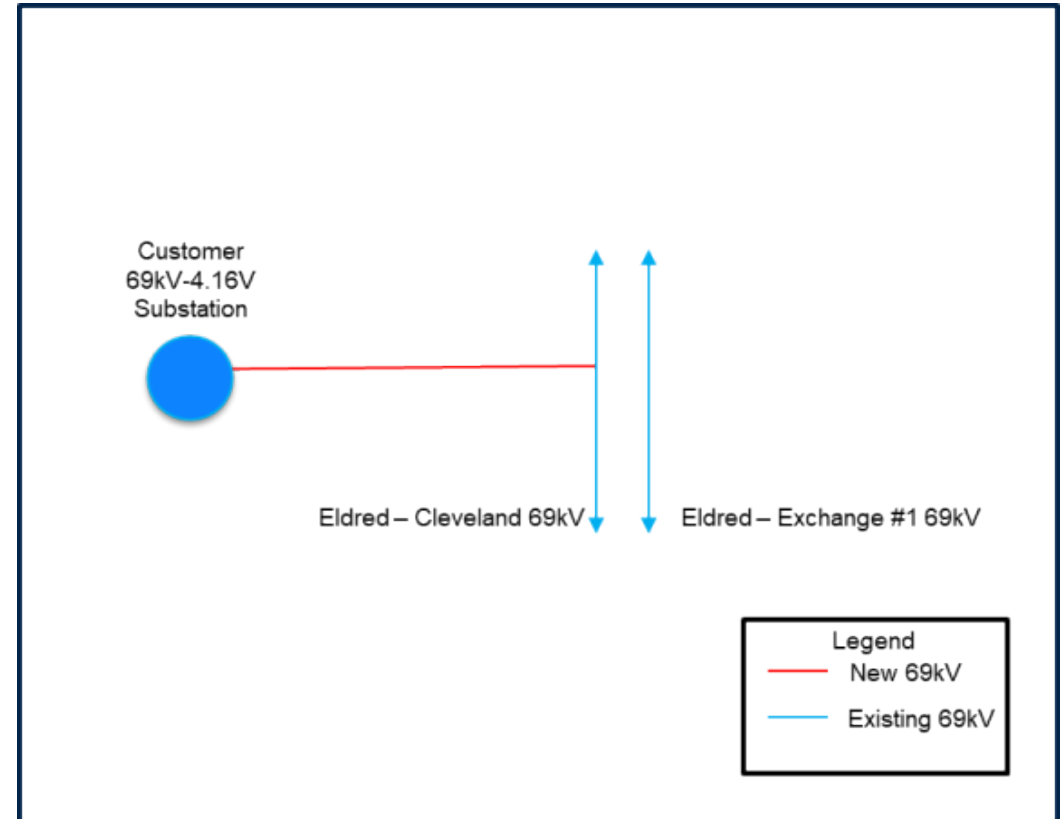 Customer
69kV-4.16V
Substation
Eldred – Cleveland 69kV
Eldred – Exchange #1 69kV
Legend
New 69kV
Existing 69kV